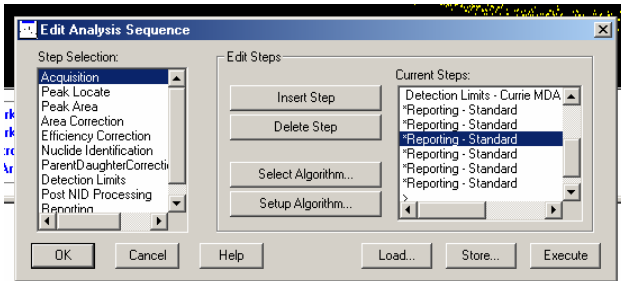 Edit Analysis Sequence
Step Selection:
Acquisition
Peak Locate
Peak Area
Area Correction
Efficiency Correction
Nuclide Identification
ParentDaughterCorrecti
Detection Limits
Post NID Processing
Reporting
Edit Steps
Insert Step
Delete Step
Select Algorithm...
Setup Algorithm...
Current Steps:
Detection Limits - Currie MDA
*Reporting - Standard
*Reporting - Standard
*Reporting - Standard
*Reporting - Standard
*Reporting - Standard
*Reporting - Standard
>
OK
Cancel
Help
Load...
Store...
Execute